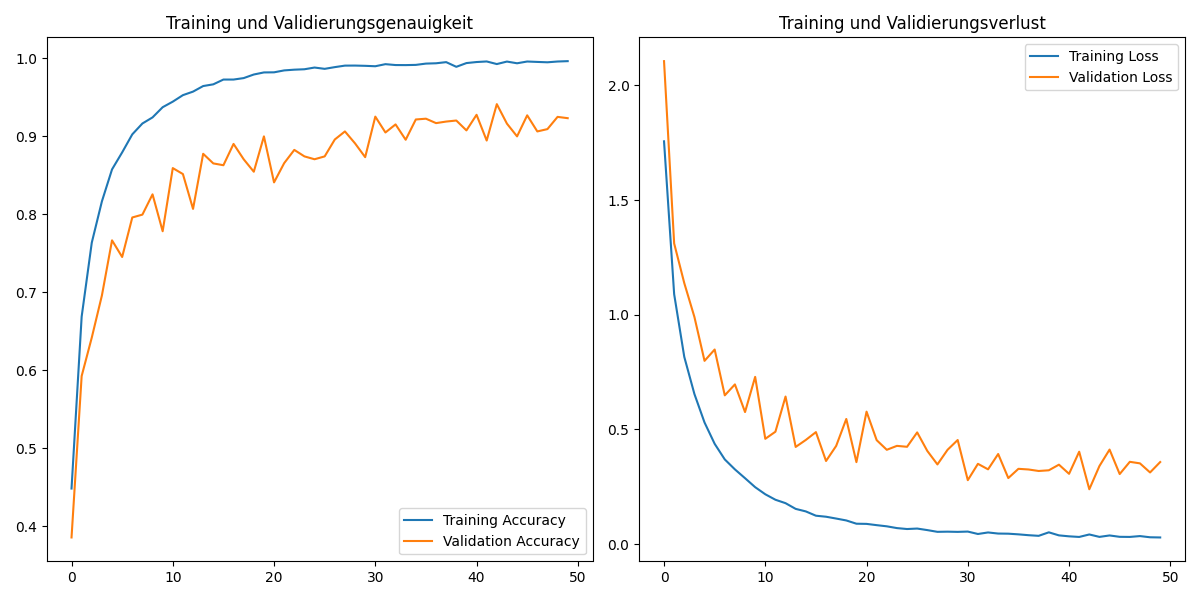 Training und Validierungsgenauigkeit
1.0
0.9
0.8
0.7
0.6
0.5
0.4
0 10 20 30 40 50
Training Accuracy
Validation Accuracy
Training und Validierungsverlust
Training Loss
Validation Loss
2.0
1.5
1.0
0.5
0.0
0 10 20 30 40 50